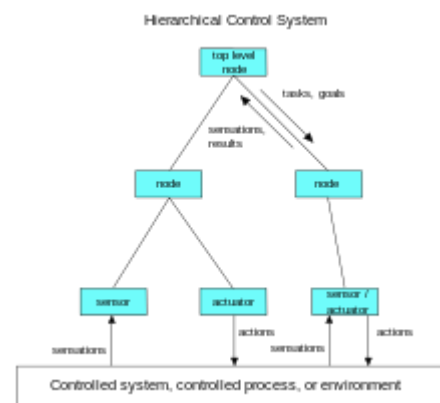 Hierarchical Control System
top level
node
tasks, goals
sensations,
results
node
node
sensor
actuator
sensor /
actuator
sensations
actions
sensations
actions
Controlled system, controlled process, or environment